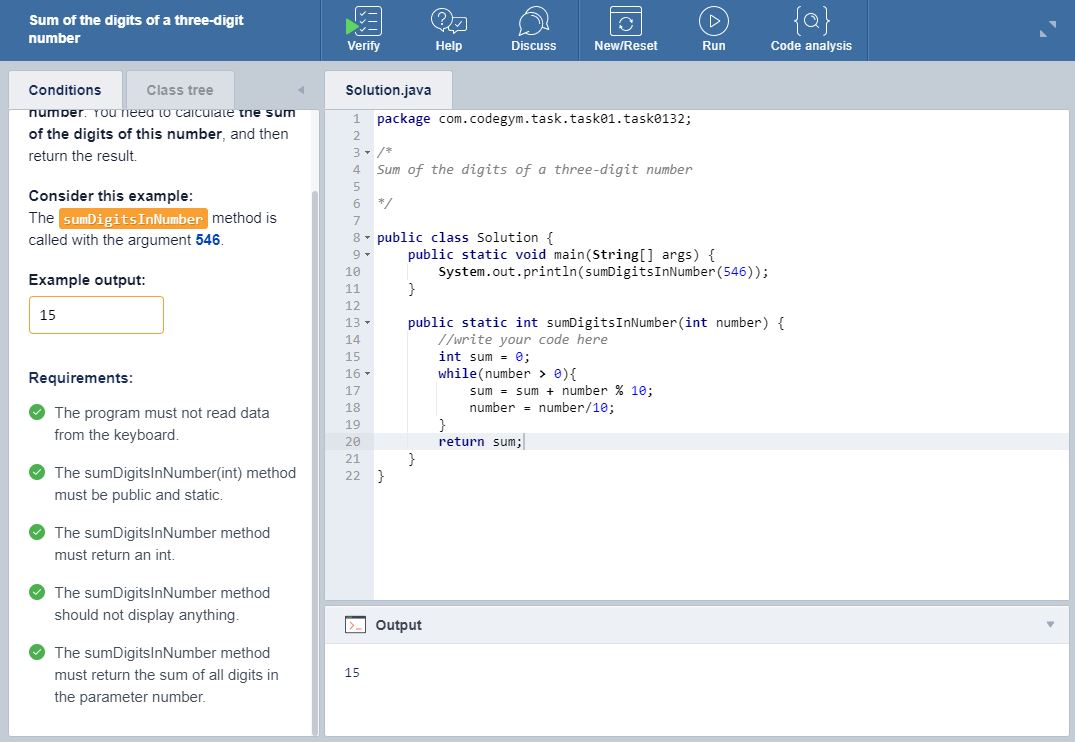 Sum of the digits of a three-digit
number
Verify
Help
Discuss
New/Reset
Run
Code analysis
Conditions
Class tree
number. You need to calculate the sum
of the digits of this number, and then
return the result.
Consider this example:
The sumDigitsInNumber method is
called with the argument 546.
Example output:
15
Requirements:
The program must not read data
from the keyboard.
The sumDigitsInNumber(int) method
must be public and static.
The sumDigitsInNumber method
must return an int.
The sumDigitsInNumber method
should not display anything.
The sumDigitsInNumber method
must return the sum of all digits in
the parameter number.
Solution.java
1 package com.codegym.task.task01.task0132;
2
3 /*
4 Sum of the digits of a three-digit number
5
6 */
7
8 public class Solution {
9     public static void main(String[] args) {
10         System.out.println(sumDigitsInNumber(546));
11     }
12
13     public static int sumDigitsInNumber(int number) {
14         //write your code here
15         int sum = 0;
16         while(number > 0){
17             sum = sum + number % 10;
18             number = number/10;
19         }
20         return sum;
21     }
22 }
>_ Output
15